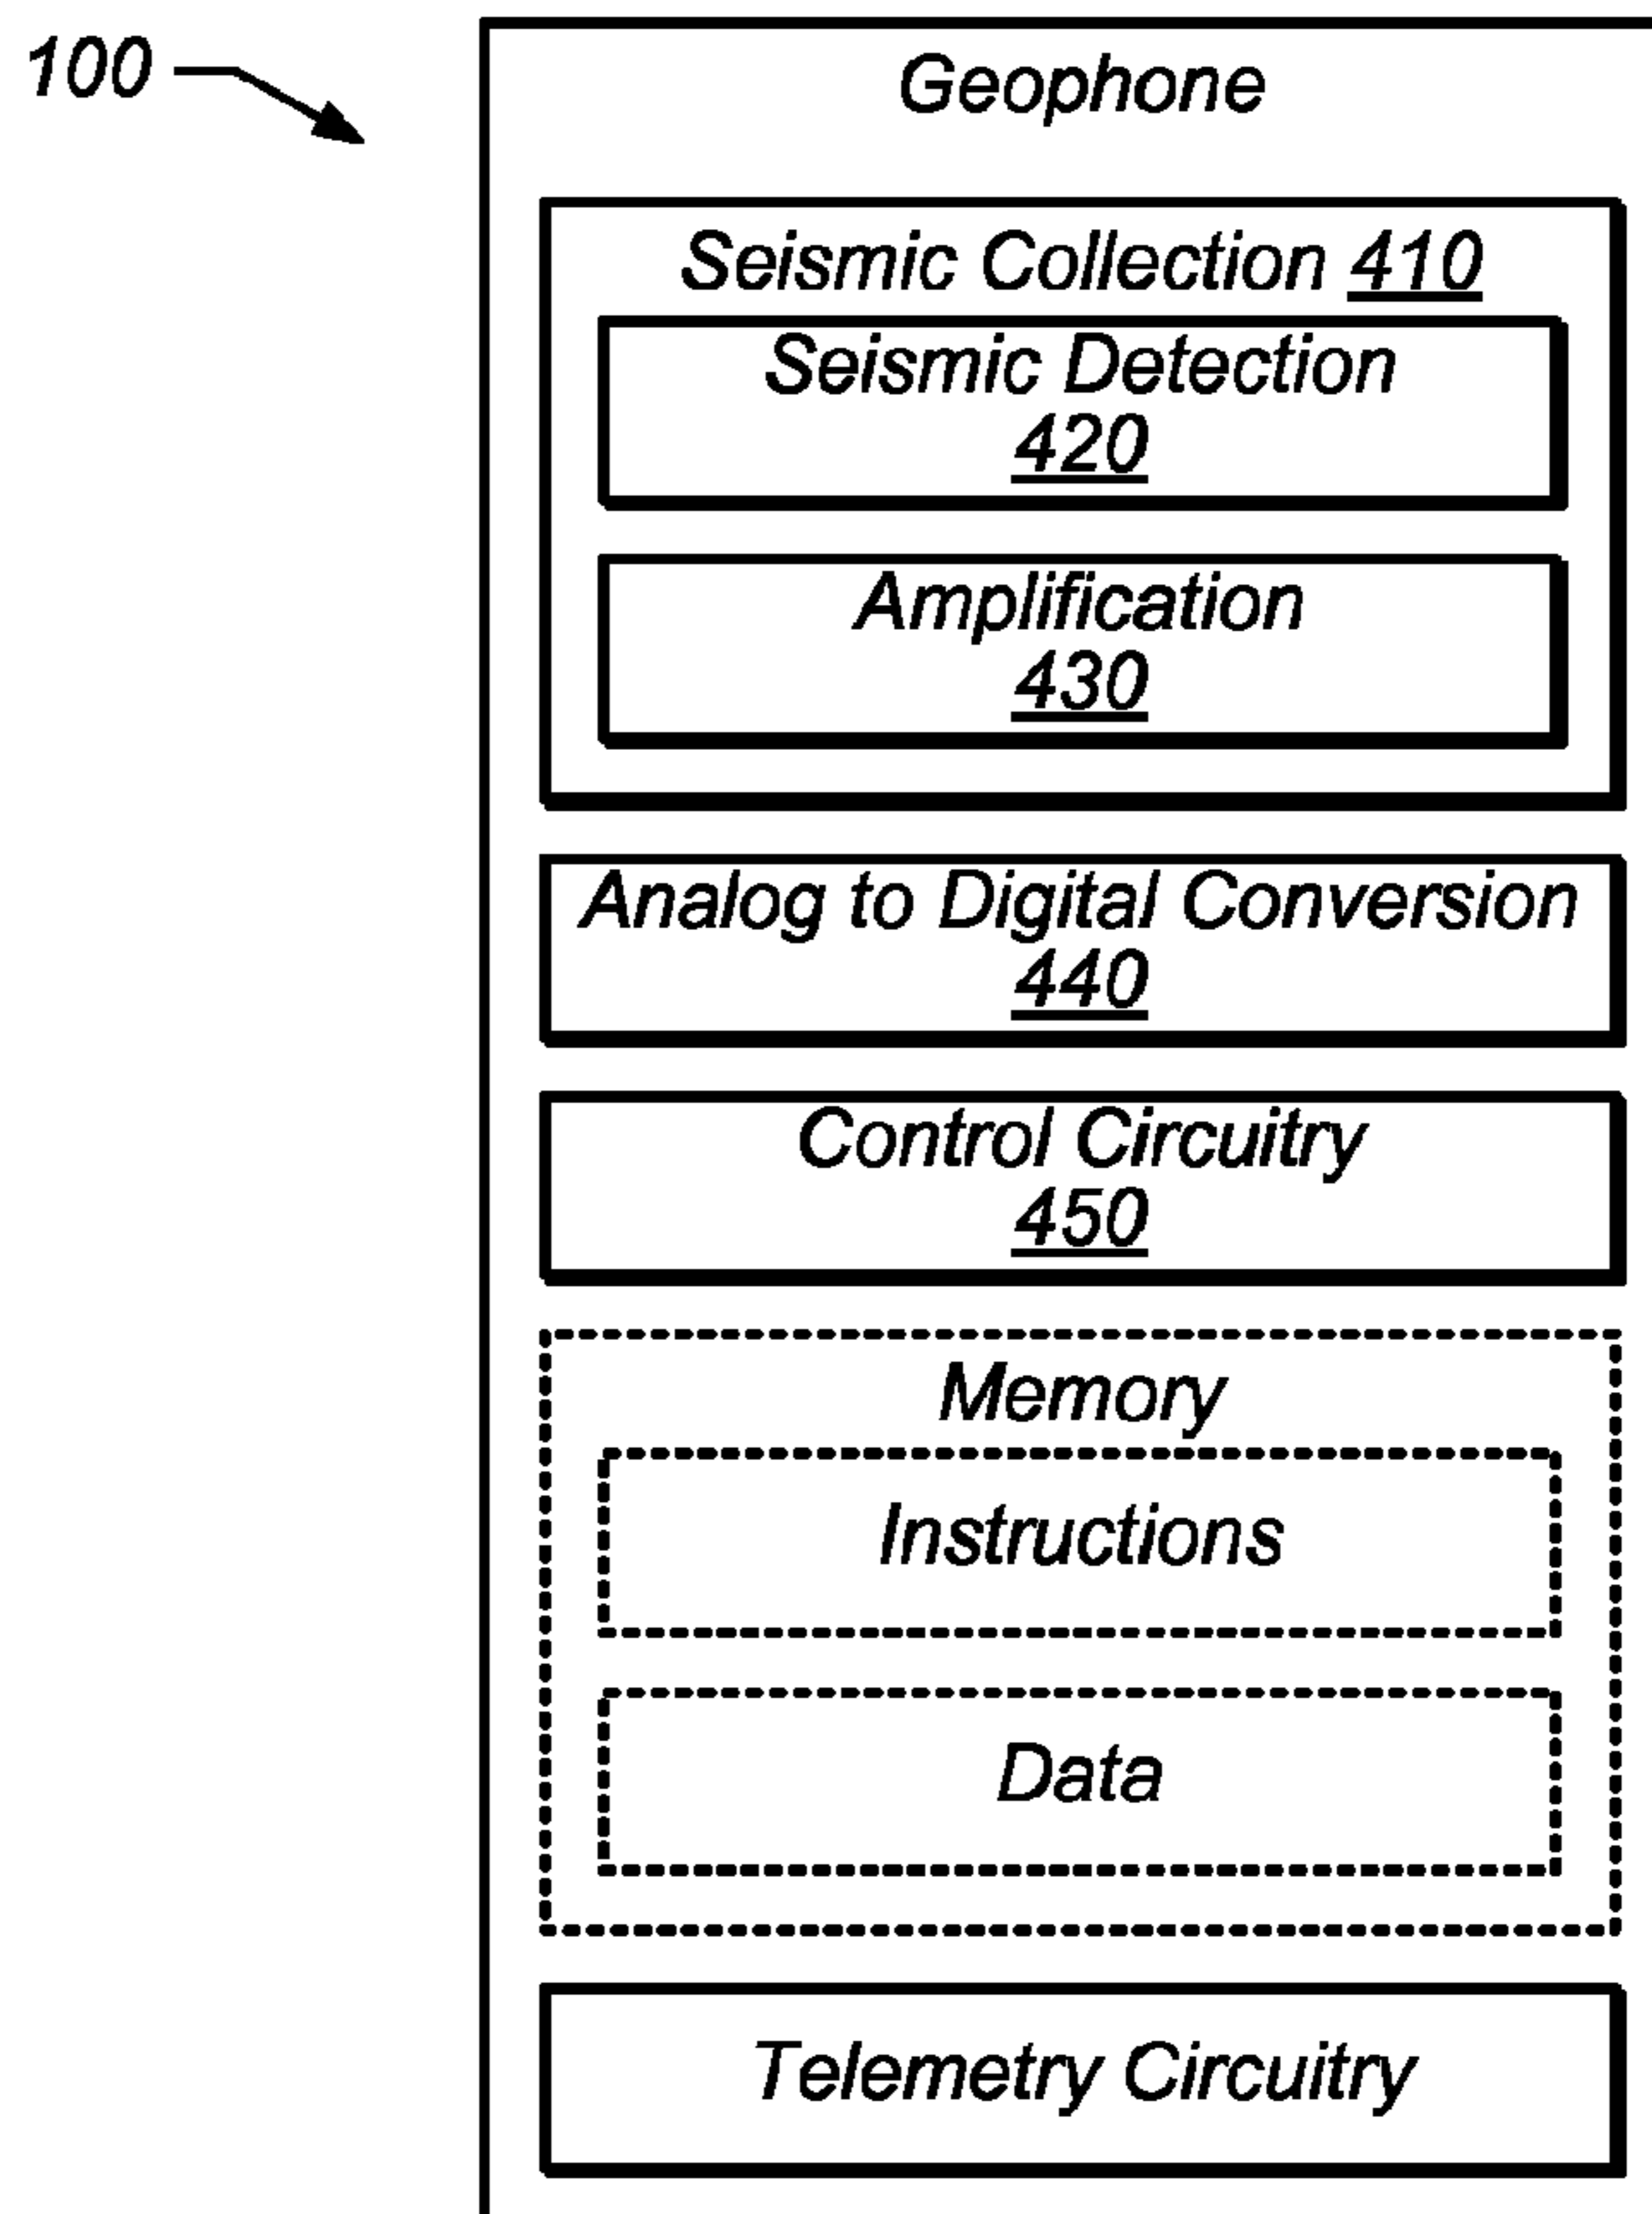 100
Geophone
Seismic Collection 410
Seismic Detection
420
Amplification
430
Analog to Digital Conversion
440
Control Circuitry
450
Memory
Instructions
Data
Telemetry Circuitry